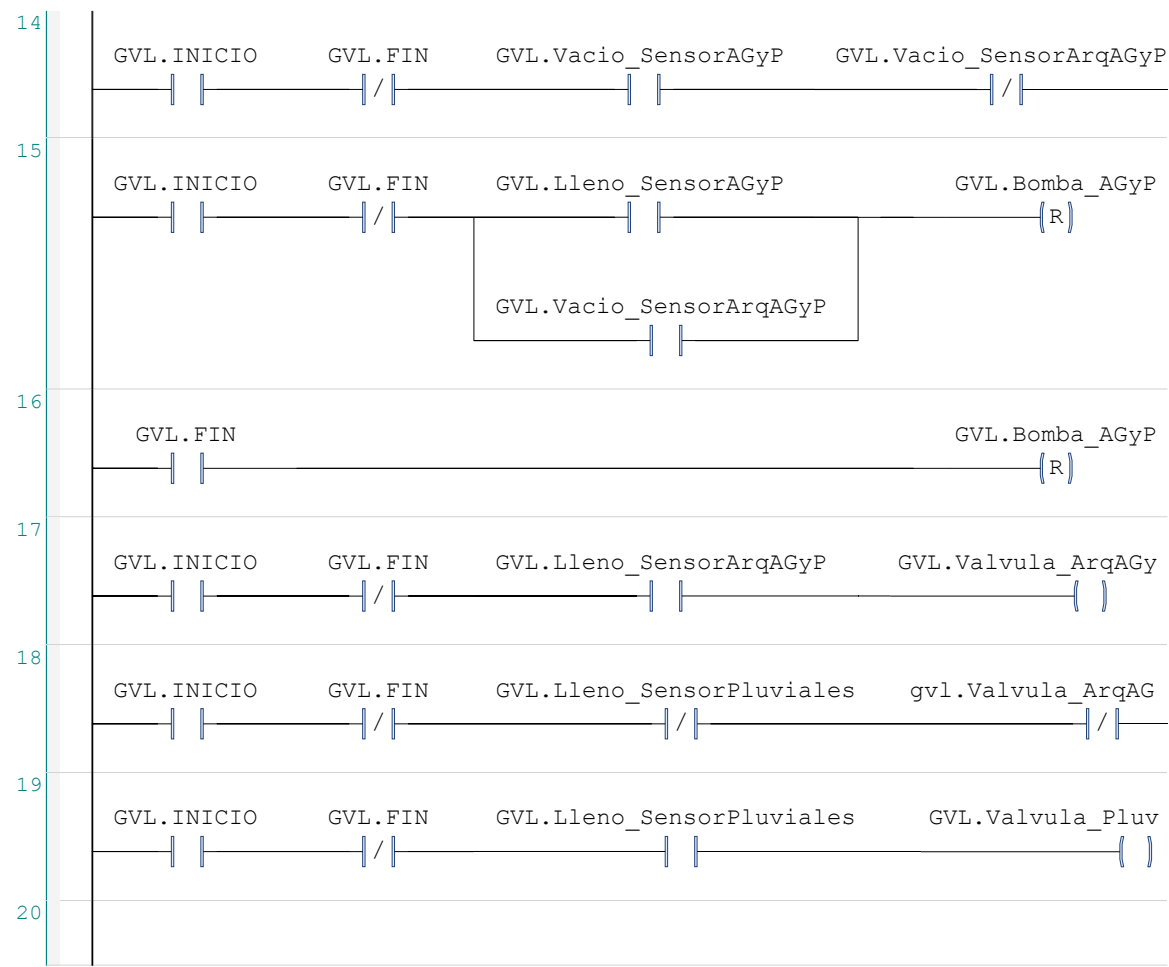 14
GVL.INICIO GVL.FIN GVL.Vacio_SensorAGyP GVL.Vacio_SensorArqAGyP
/ /
15
GVL.INICIO GVL.FIN GVL.Lleno_SensorAGyP GVL.Bomba_AGyP
/ R
GVL.Vacio_SensorArqAGyP
16
GVL.FIN GVL.Bomba_AGyP
R
17
GVL.INICIO GVL.FIN GVL.Lleno_SensorArqAGyP GVL.Valvula_ArqAGy
/
18
GVL.INICIO GVL.FIN GVL.Lleno_SensorPluviales gvl.Valvula_ArqAG
/ / /
19
GVL.INICIO GVL.FIN GVL.Lleno_SensorPluviales GVL.Valvula_Pluv
/
20